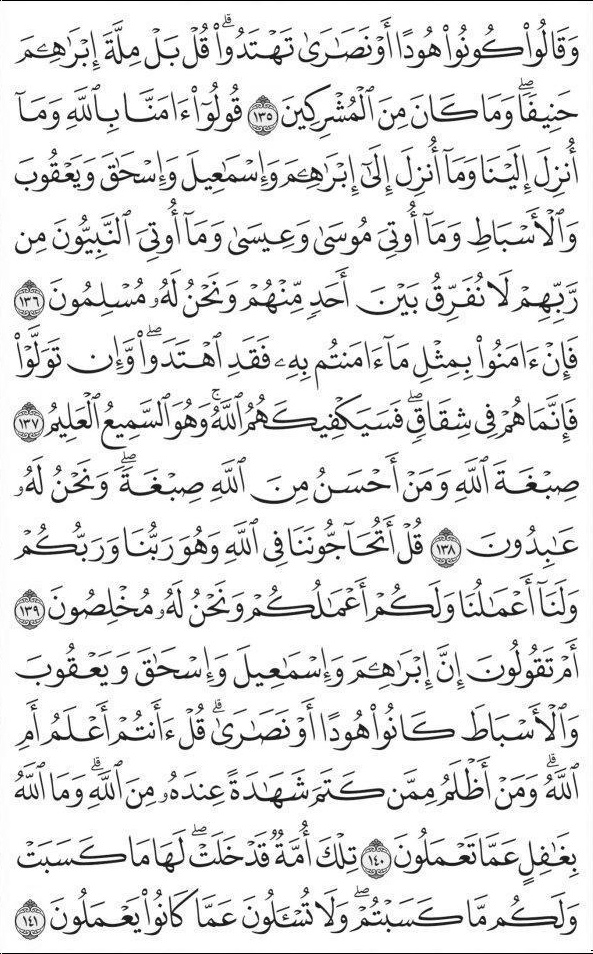 وَقَالُوا۟ كُونُوا۟ هُودًا أَوْ نَصَٰرَىٰ تَهْتَدُوا۟ ۗ قُلْ بَلْ مِلَّةَ إِبْرَٰهِۦمَ
حَنِيفًا ۖ وَمَا كَانَ مِنَ ٱلْمُشْرِكِينَ ١٣٥ قُولُوٓا۟ ءَامَنَّا بِٱللَّهِ وَمَآ
أُنزِلَ إِلَيْنَا وَمَآ أُنزِلَ إِلَىٰٓ إِبْرَٰهِۦمَ وَإِسْمَٰعِيلَ وَإِسْحَٰقَ وَيَعْقُوبَ
وَٱلْأَسْبَاطِ وَمَآ أُوتِىَ مُوسَىٰ وَعِيسَىٰ وَمَآ أُوتِىَ ٱلنَّبِيُّونَ مِن
رَّبِّهِمْ لَا نُفَرِّقُ بَيْنَ أَحَدٍ مِّنْهُمْ وَنَحْنُ لَهُۥ مُسْلِمُونَ ١٣٦
فَإِنْ ءَامَنُوا۟ بِمِثْلِ مَآ ءَامَنتُم بِهِۦ فَقَدِ ٱهْتَدَوا۟ ۖ وَّإِن تَوَلَّوْا۟
فَإِنَّمَا هُمْ فِى شِقَاقٍ ۖ فَسَيَكْفِيكَهُمُ ٱللَّهُ ۚ وَهُوَ ٱلسَّمِيعُ ٱلْعَلِيمُ ١٣٧
صِبْغَةَ ٱللَّهِ وَمَنْ أَحْسَنُ مِنَ ٱللَّهِ صِبْغَةً ۖ وَنَحْنُ لَهُۥ
عَٰبِدُونَ ١٣٨ قُلْ أَتُحَآجُّونَنَا فِى ٱللَّهِ وَهُوَ رَبُّنَا وَرَبُّكُمْ
وَلَنَآ أَعْمَٰلُنَا وَلَكُمْ أَعْمَٰلُكُمْ وَنَحْنُ لَهُۥ مُخْلِصُونَ ١٣٩
أَمْ تَقُولُونَ إِنَّ إِبْرَٰهِۦمَ وَإِسْمَٰعِيلَ وَإِسْحَٰقَ وَيَعْقُوبَ
وَٱلْأَسْبَاطَ كَانُوا۟ هُودًا أَوْ نَصَٰرَىٰ ۗ قُلْ ءَأَنتُمْ أَعْلَمُ أَمِ
ٱللَّهُ ۗ وَمَنْ أَظْلَمُ مِمَّن كَتَمَ شَهَٰدَةً عِندَهُۥ مِنَ ٱللَّهِ ۗ وَمَا ٱللَّهُ
بِغَٰفِلٍ عَمَّا تَعْمَلُونَ ١٤٠ تِلْكَ أُمَّةٌ قَدْ خَلَتْ ۖ لَهَا مَا كَسَبَتْ
وَلَكُم مَّا كَسَبْتُمْ ۖ وَلَا تُسْـَٔلُونَ عَمَّا كَانُوا۟ يَعْمَلُونَ ١٤١